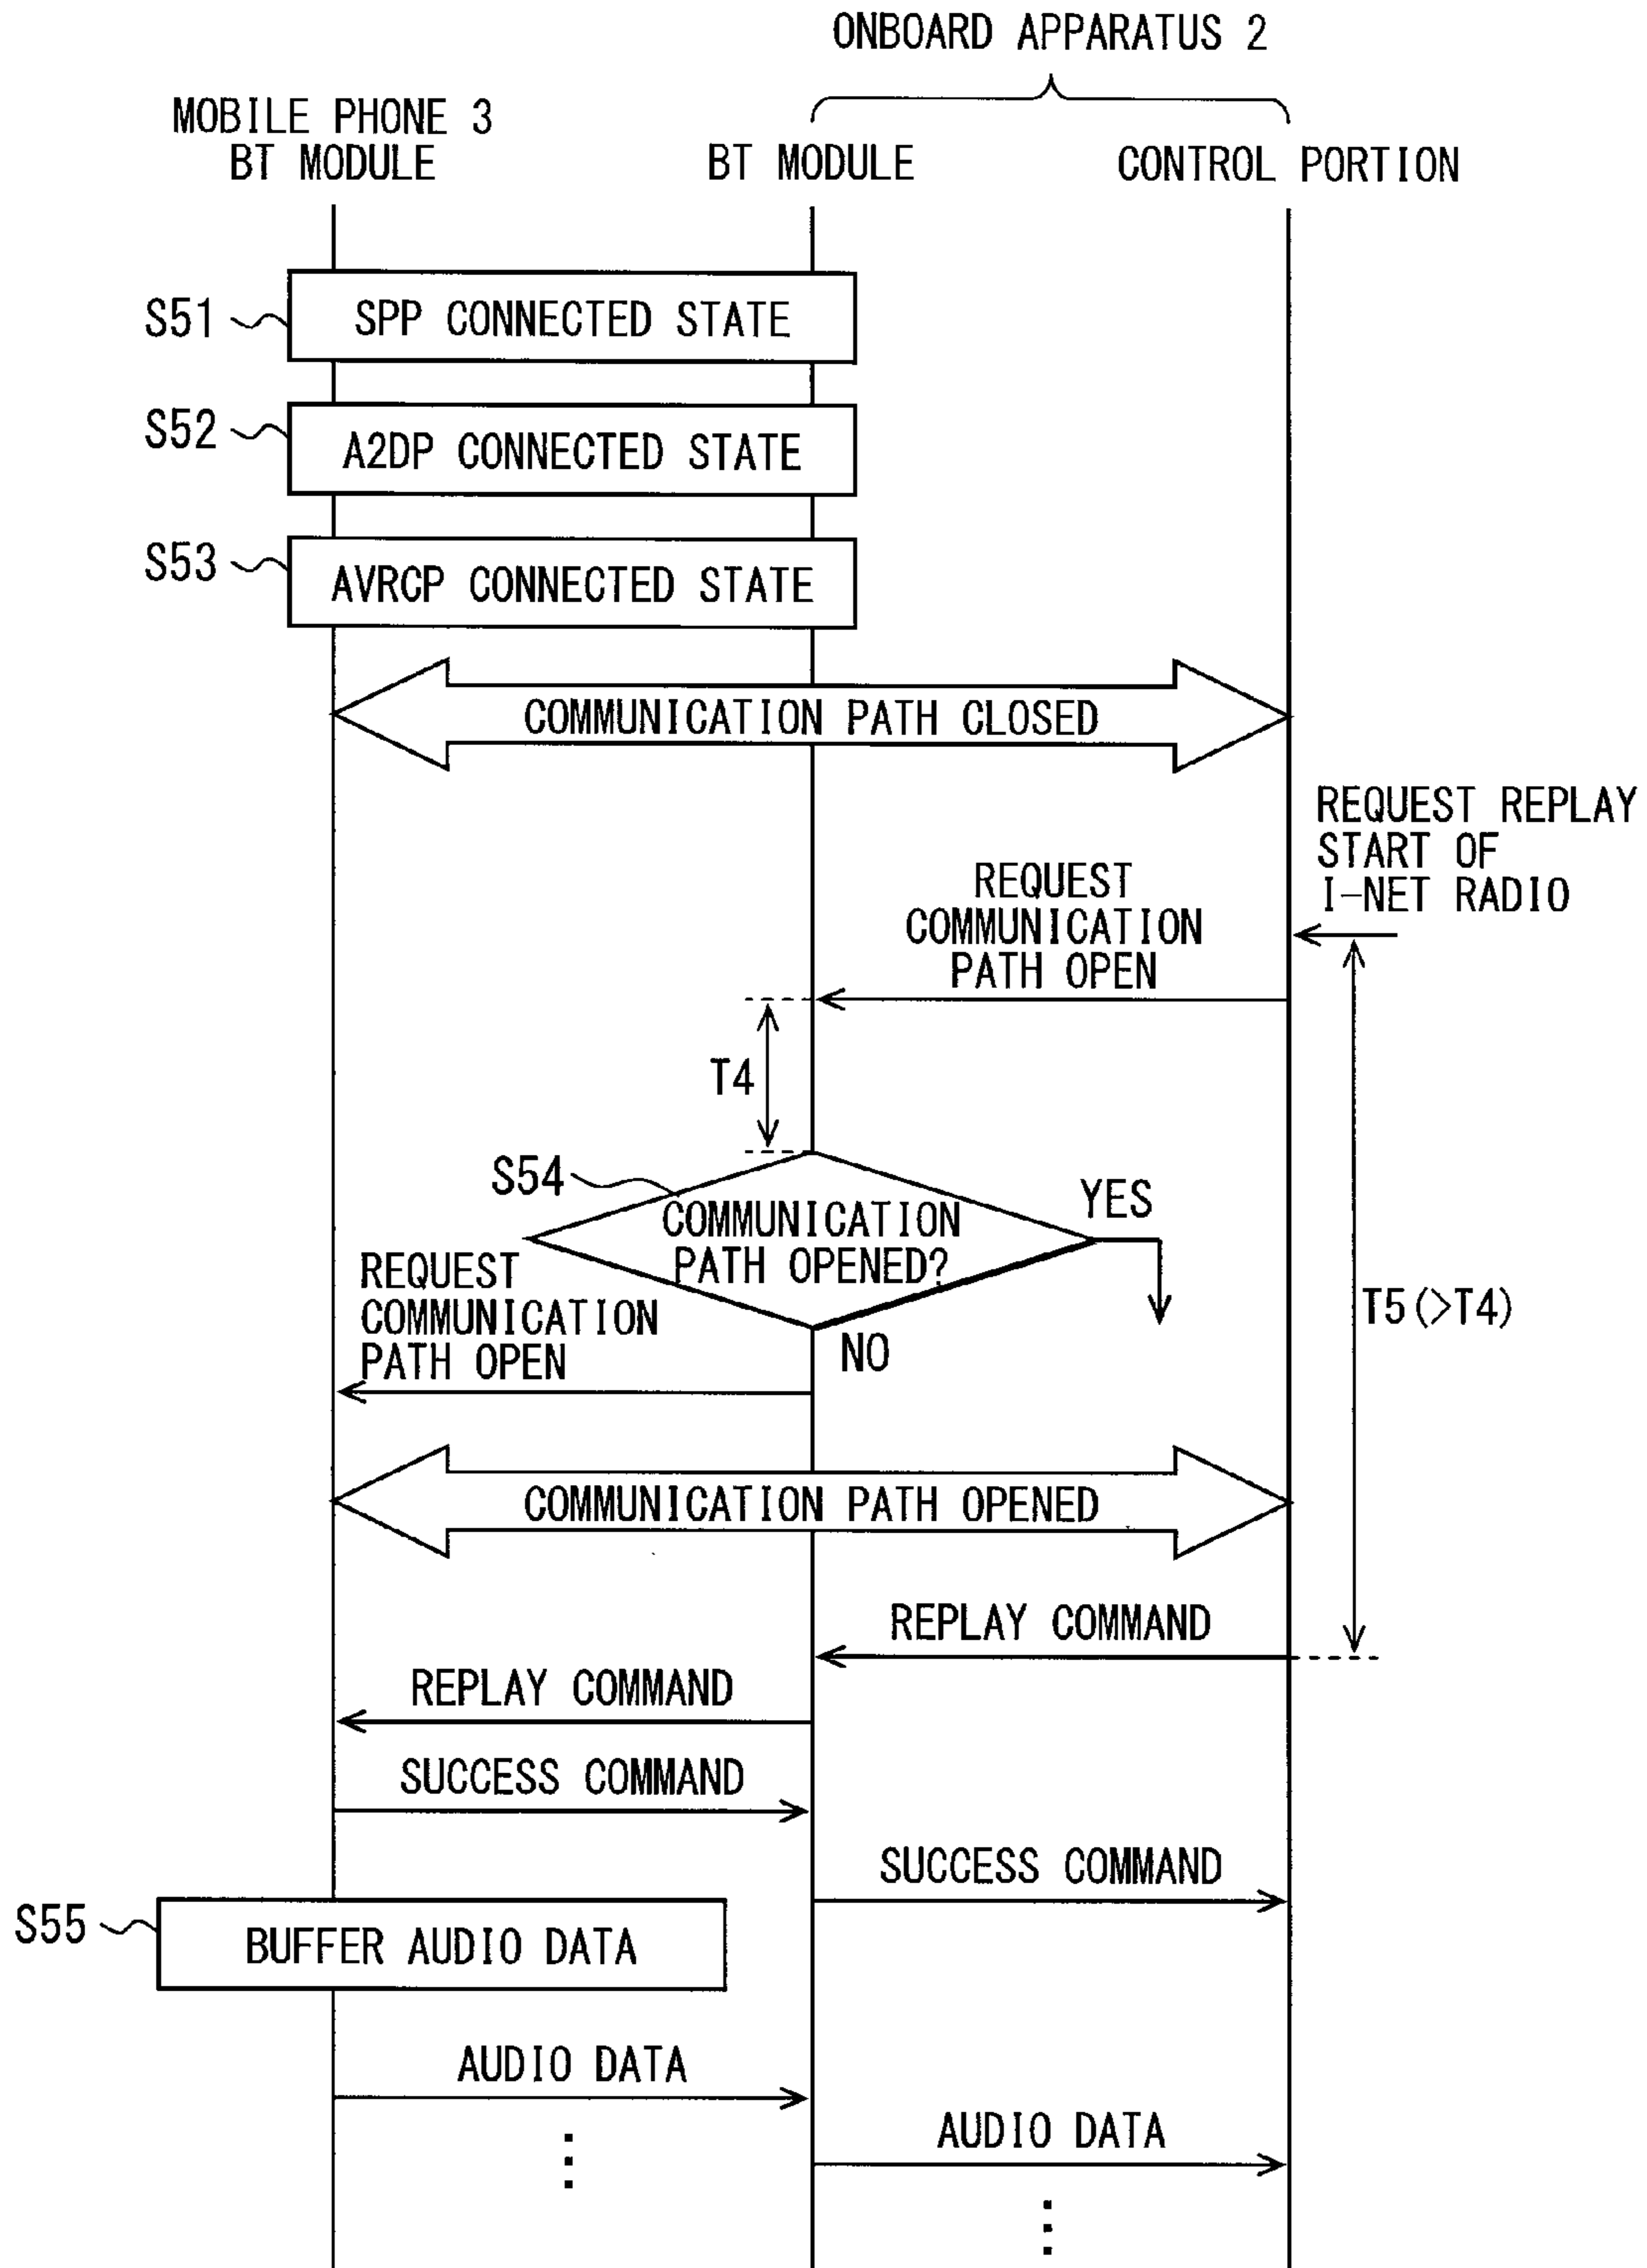 ONBOARD APPARATUS 2
MOBILE PHONE 3
BT MODULE
BT MODULE
CONTROL PORTION
S51
SPP CONNECTED STATE
S52
A2DP CONNECTED STATE
S53
AVRCP CONNECTED STATE
COMMUNICATION PATH CLOSED
REQUEST REPLAY
START OF
I-NET RADIO
REQUEST
COMMUNICATION
PATH OPEN
T4
S54
COMMUNICATION
PATH OPENED?
YES
REQUEST
COMMUNICATION
PATH OPEN
NO
T5(>T4)
COMMUNICATION PATH OPENED
REPLAY COMMAND
REPLAY COMMAND
SUCCESS COMMAND
SUCCESS COMMAND
S55
BUFFER AUDIO DATA
AUDIO DATA
AUDIO DATA